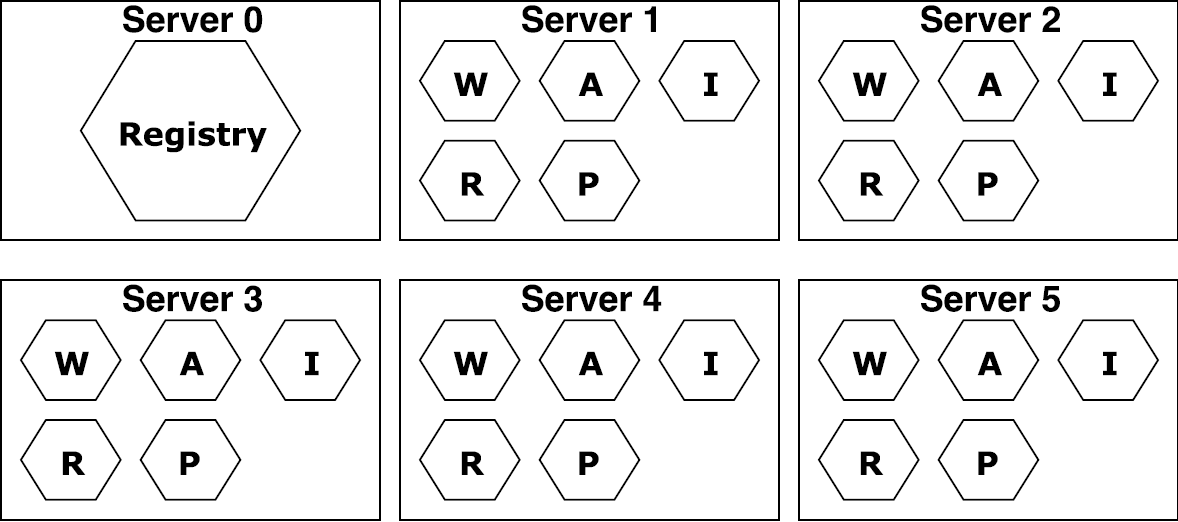 Server 0
Registry
Server 1
W A I
R P
Server 2
W A I
R P
Server 3
W A I
R P
Server 4
W A I
R P
Server 5
W A I
R P